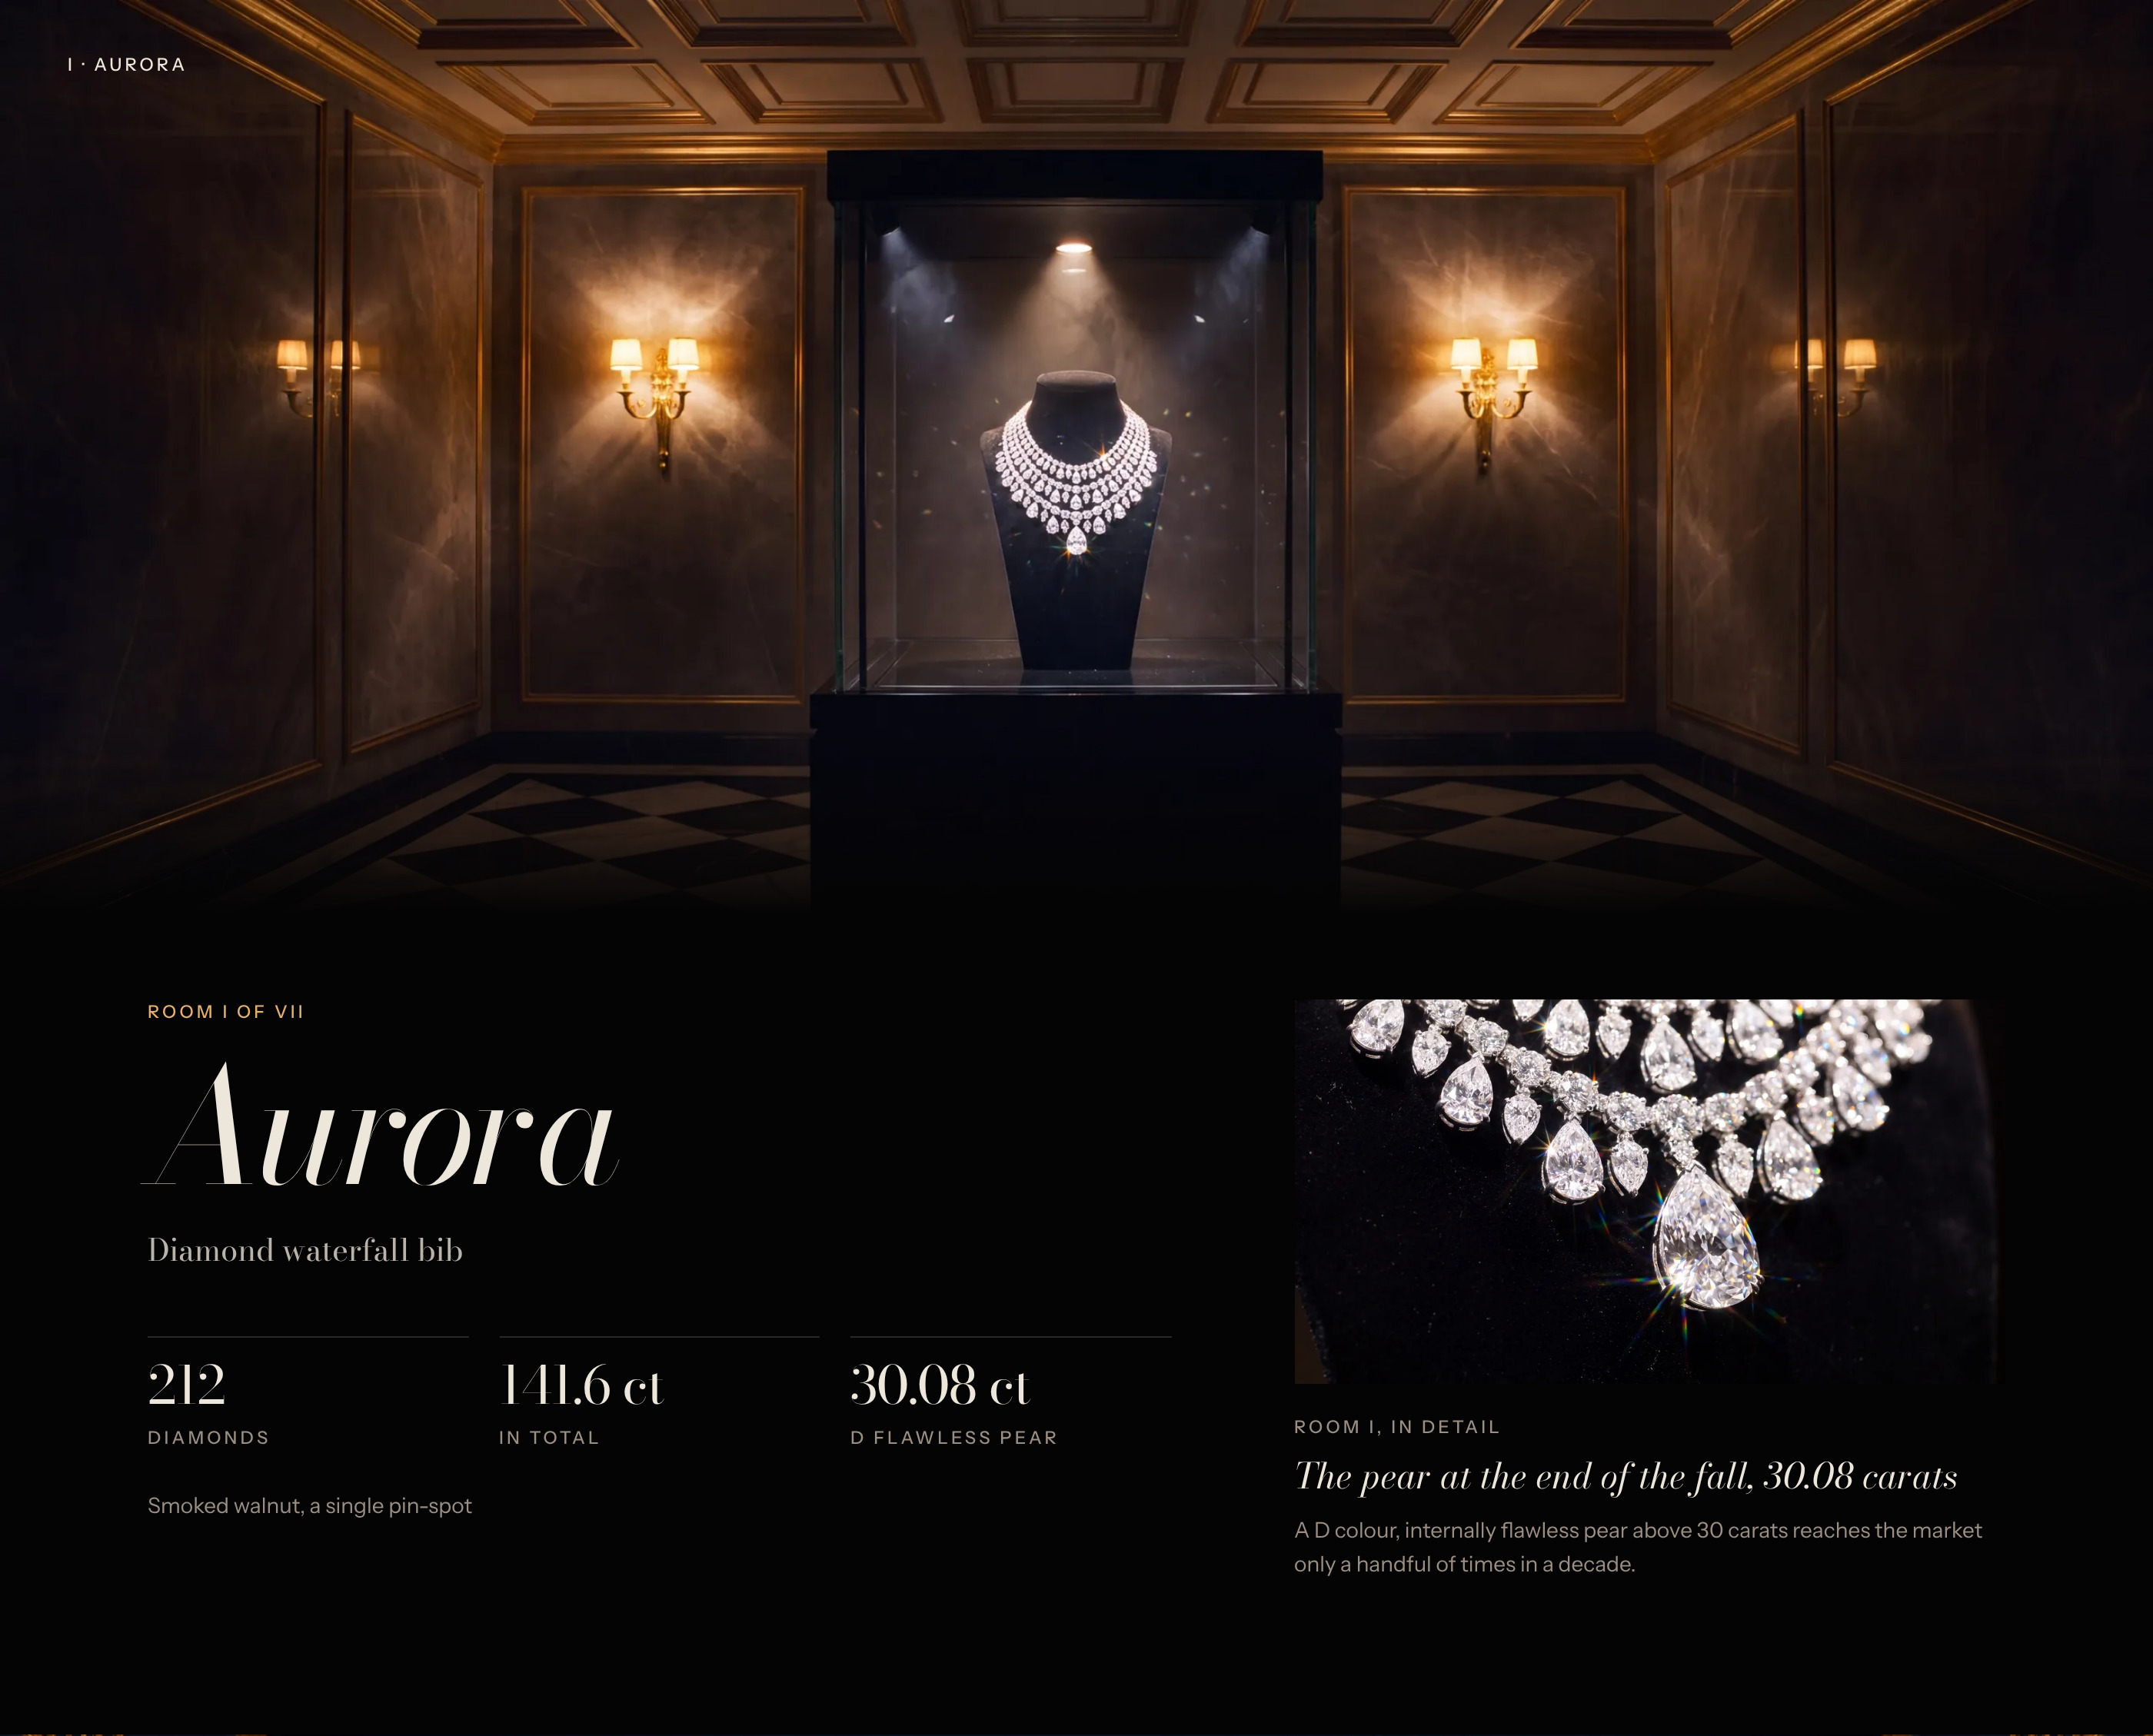 I · AURORA
ROOM I OF VII
Aurora
Diamond waterfall bib
212
DIAMONDS
141.6 ct
IN TOTAL
30.08 ct
D FLAWLESS PEAR
Smoked walnut, a single pin-spot
ROOM I, IN DETAIL
The pear at the end of the fall, 30.08 carats
A D colour, internally flawless pear above 30 carats reaches the market
only a handful of times in a decade.